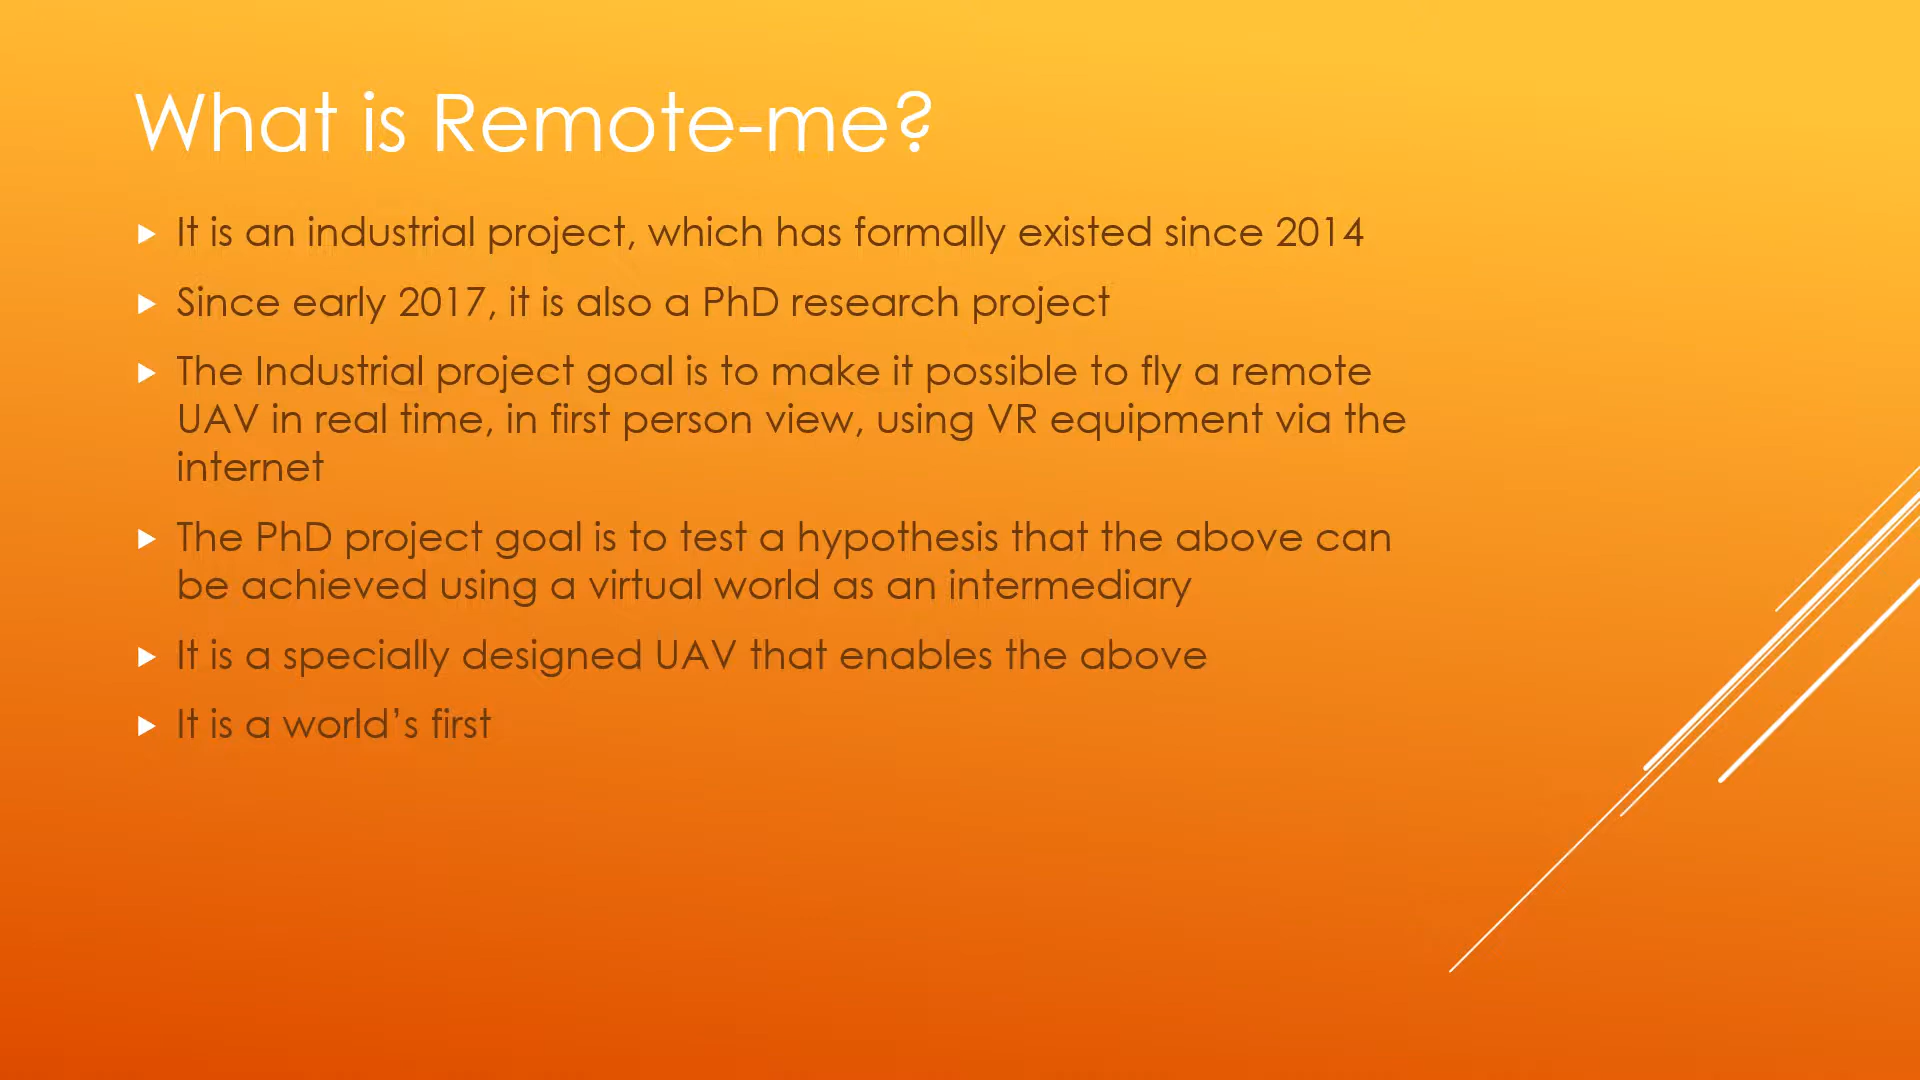 What is Remote-me?
It is an industrial project, which has formally existed since 2014
Since early 2017, it is also a PhD research project
The Industrial project goal is to make it possible to fly a remote
UAV in real time, in first person view, using VR equipment via the
internet
The PhD project goal is to test a hypothesis that the above can
be achieved using a virtual world as an intermediary
It is a specially designed UAV that enables the above
It is a world’s first